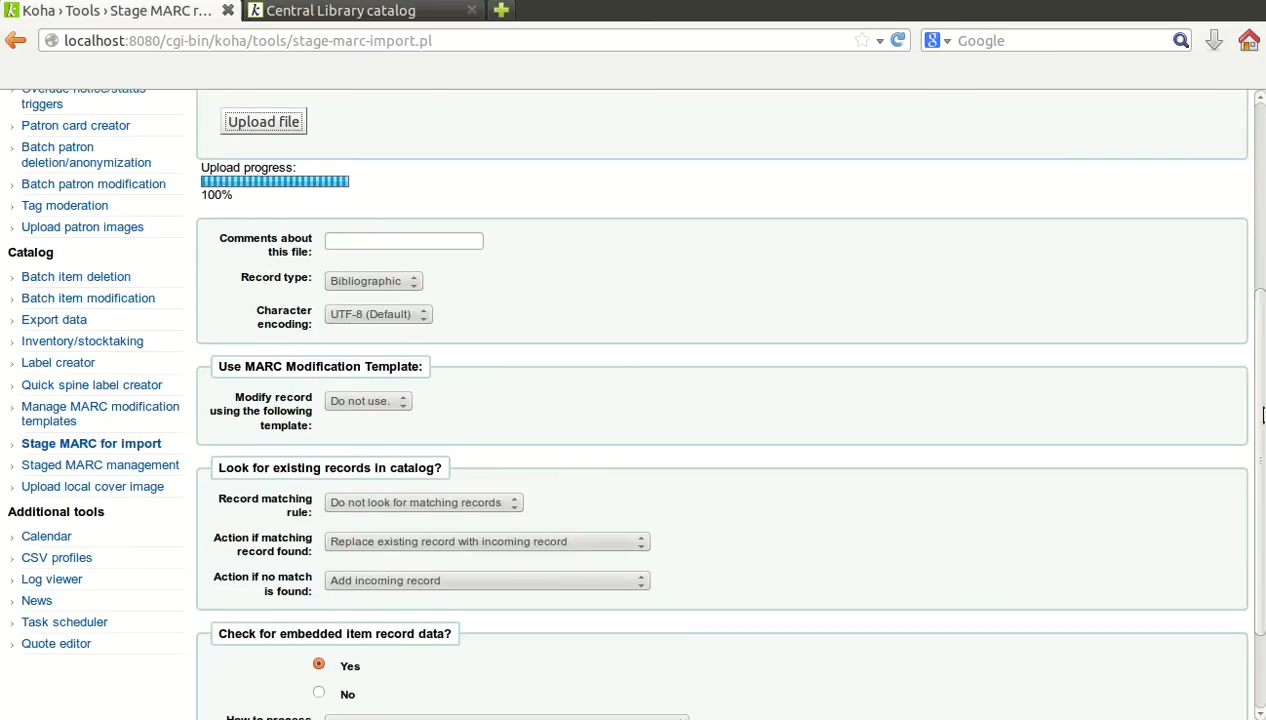 Koha › Tools › Stage MARC r...
Central Library catalog
localhost:8080/cgi-bin/koha/tools/stage-marc-import.pl
Google
Overdue notice/status
triggers
Patron card creator
Batch patron
deletion/anonymization
Batch patron modification
Tag moderation
Upload patron images
Catalog
Batch item deletion
Batch item modification
Export data
Inventory/stocktaking
Label creator
Quick spine label creator
Manage MARC modification
templates
Stage MARC for import
Staged MARC management
Upload local cover image
Additional tools
Calendar
CSV profiles
Log viewer
News
Task scheduler
Quote editor
Upload file
Upload progress:
100%
Comments about
this file:
Record type:
Bibliographic
Character
encoding:
UTF-8 (Default)
Use MARC Modification Template:
Modify record
using the following
template:
Do not use.
Look for existing records in catalog?
Record matching
rule:
Do not look for matching records
Action if matching
record found:
Replace existing record with incoming record
Action if no match
is found:
Add incoming record
Check for embedded item record data?
Yes
No
How to process